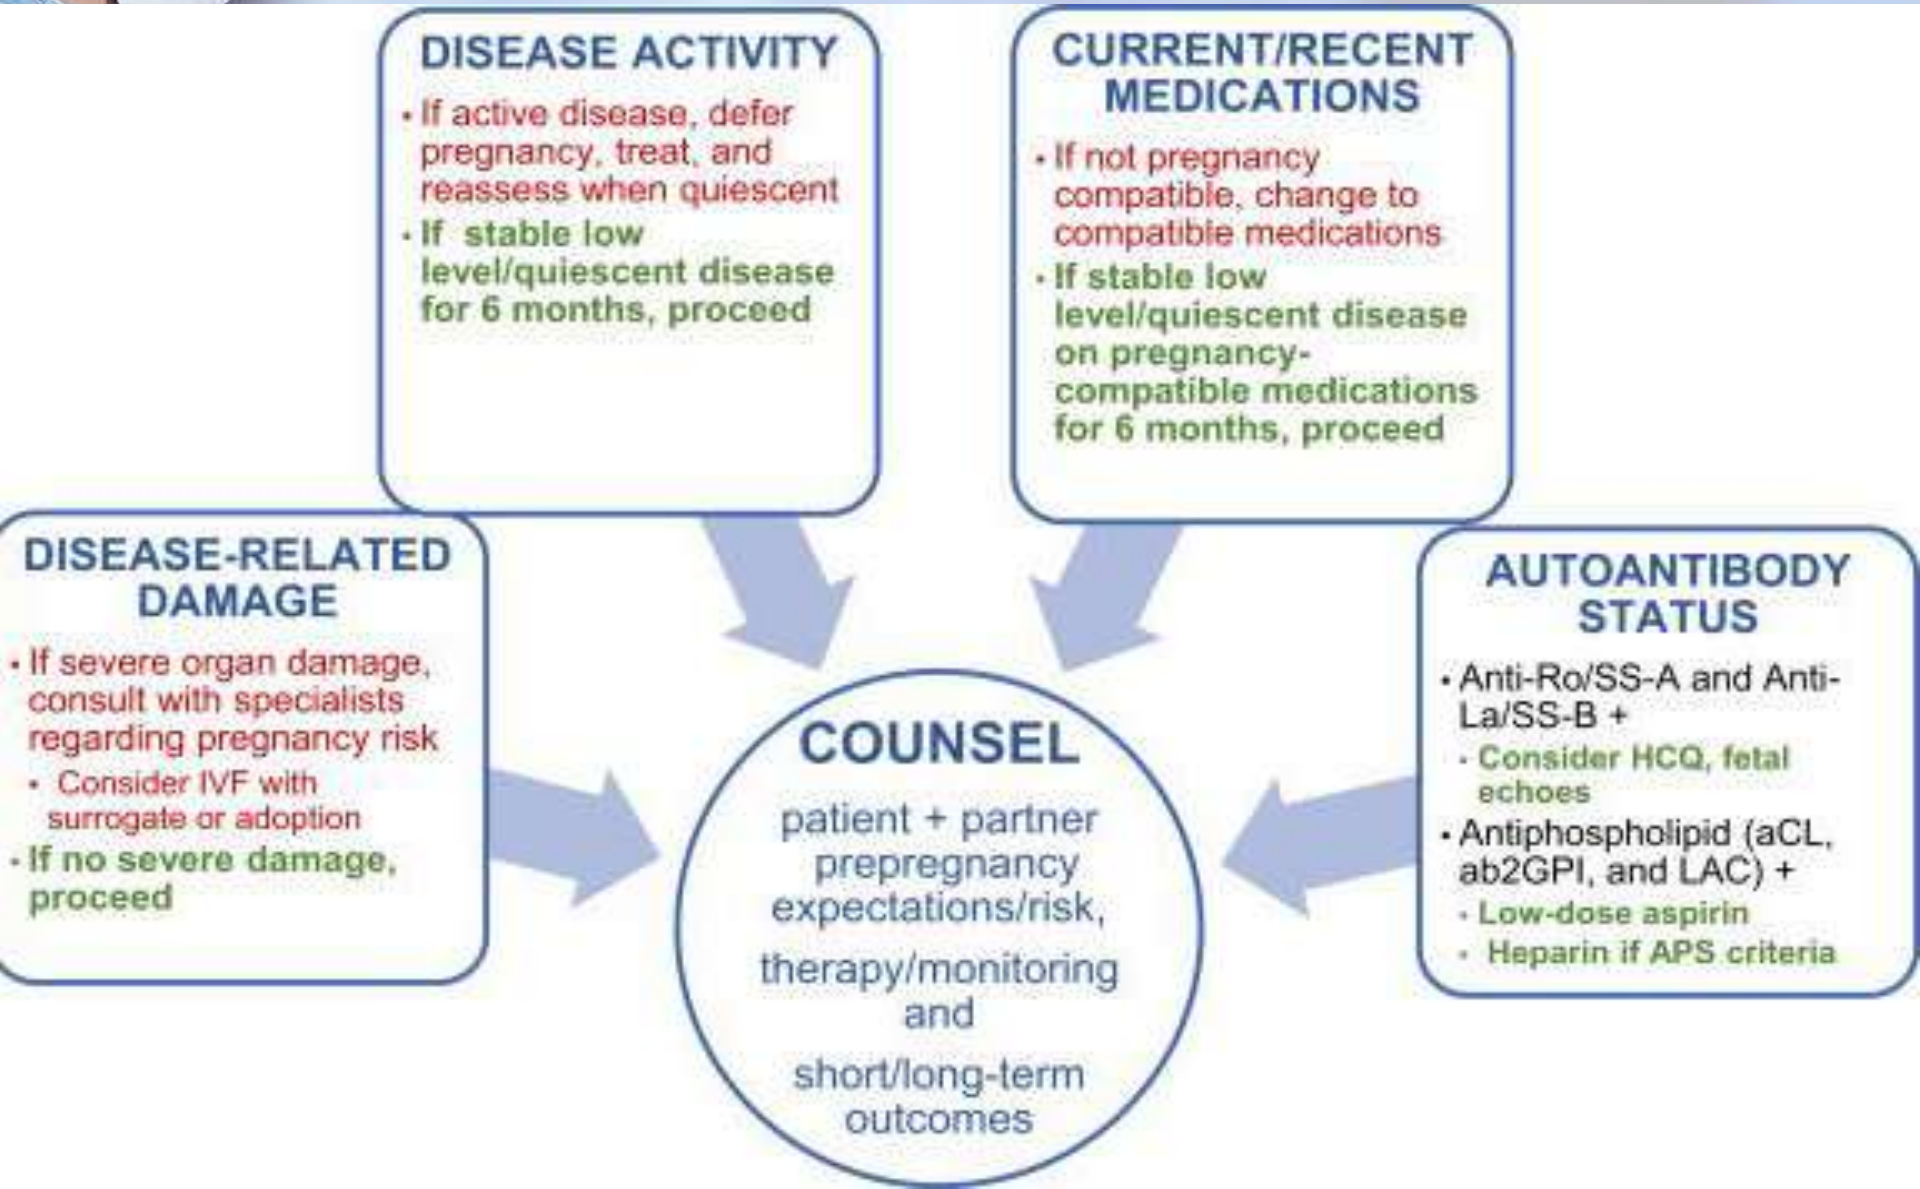 DISEASE ACTIVITY
• If active disease, defer
pregnancy, treat, and
reassess when quiescent
• If stable low
level/quiescent disease
for 6 months, proceed
CURRENT/RECENT
MEDICATIONS
• If not pregnancy
compatible, change to
compatible medications
• If stable low
level/quiescent disease
on pregnancy-
compatible medications
for 6 months, proceed
DISEASE-RELATED
DAMAGE
• If severe organ damage,
consult with specialists
regarding pregnancy risk
• Consider IVF with
surrogate or adoption
• If no severe damage,
proceed
AUTOANTIBODY
STATUS
• Anti-Ro/SS-A and Anti-
La/SS-B +
• Consider HCQ, fetal
echoes
• Antiphospholipid (aCL,
ab2GPI, and LAC) +
• Low-dose aspirin
• Heparin if APS criteria
COUNSEL
patient + partner
prepregnancy
expectations/risk,
therapy/monitoring
and
short/long-term
outcomes